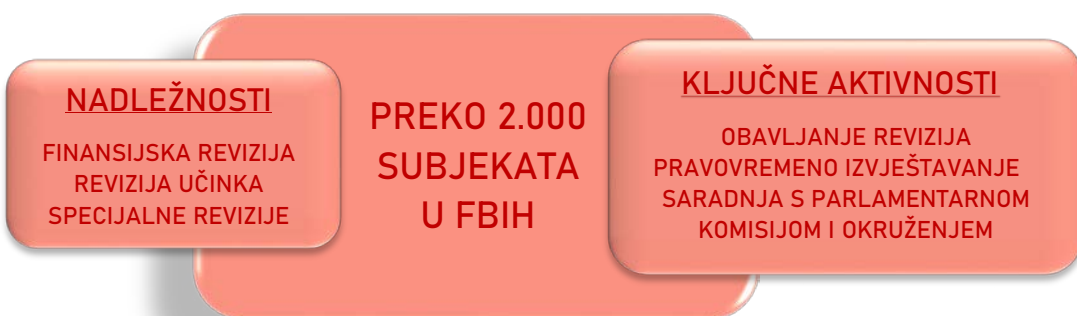 NADLEŽNOSTI
FINANSIJSKA REVIZIJA
REVIZIJA UČINKA
SPECIJALNE REVIZIJE
PREKO 2.000
SUBJEKATA
U FBIH
KLJUČNE AKTIVNOSTI
OBAVLJANJE REVIZIJA
PRAVOVREMENO IZVJEŠTAVANJE
SARADNJA S PARLAMENTARNOM
KOMISIJOM I OKRUŽENJEM